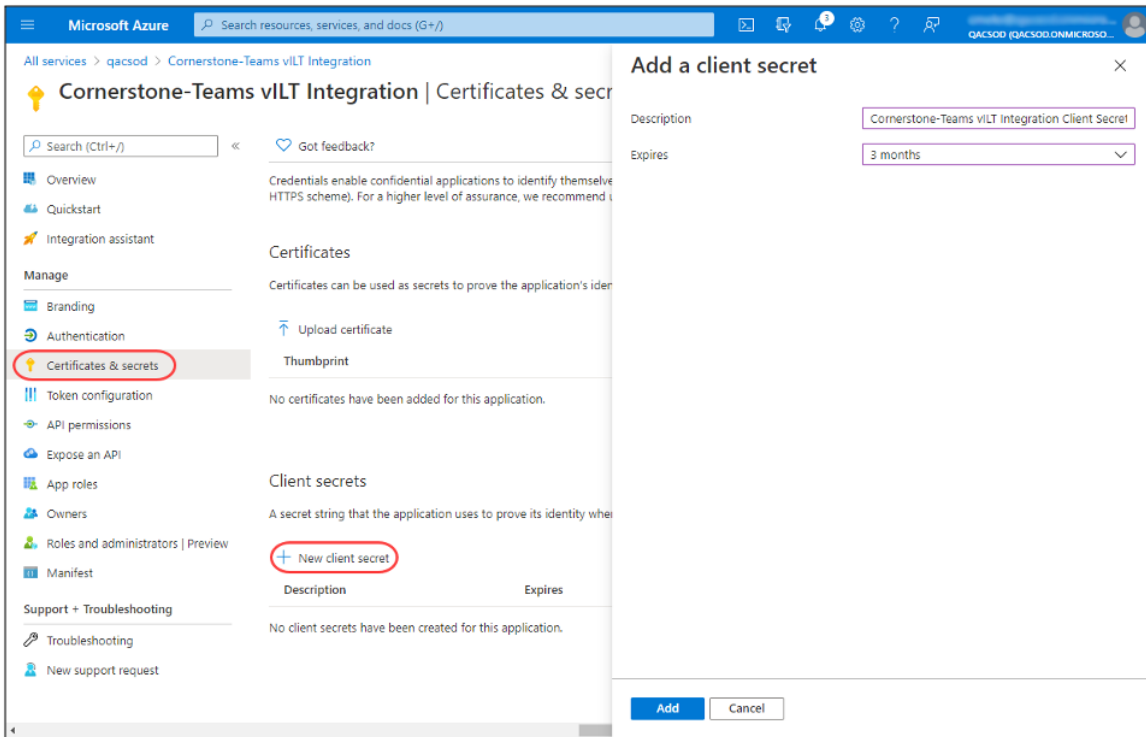 Microsoft Azure
Search resources, services, and docs (G+/)
3
QACSOD (QACSOD.ONMICROSO...
All services > qacsod > Cornerstone-Teams vILT Integration
Cornerstone-Teams vILT Integration | Certificates & secr
Search (Ctrl+/)
«
Overview
Quickstart
Integration assistant
Manage
Branding
Authentication
Certificates & secrets
Token configuration
API permissions
Expose an API
App roles
Owners
Roles and administrators | Preview
Manifest
Support + Troubleshooting
Troubleshooting
New support request
Got feedback?
Credentials enable confidential applications to identify themselve
HTTPS scheme). For a higher level of assurance, we recommend u
Certificates
Certificates can be used as secrets to prove the application's iden
Upload certificate
Thumbprint
No certificates have been added for this application.
Client secrets
A secret string that the application uses to prove its identity whe
New client secret
Description Expires
No client secrets have been created for this application.
Add a client secret
Description Cornerstone-Teams vILT Integration Client Secret
Expires 3 months
Add Cancel